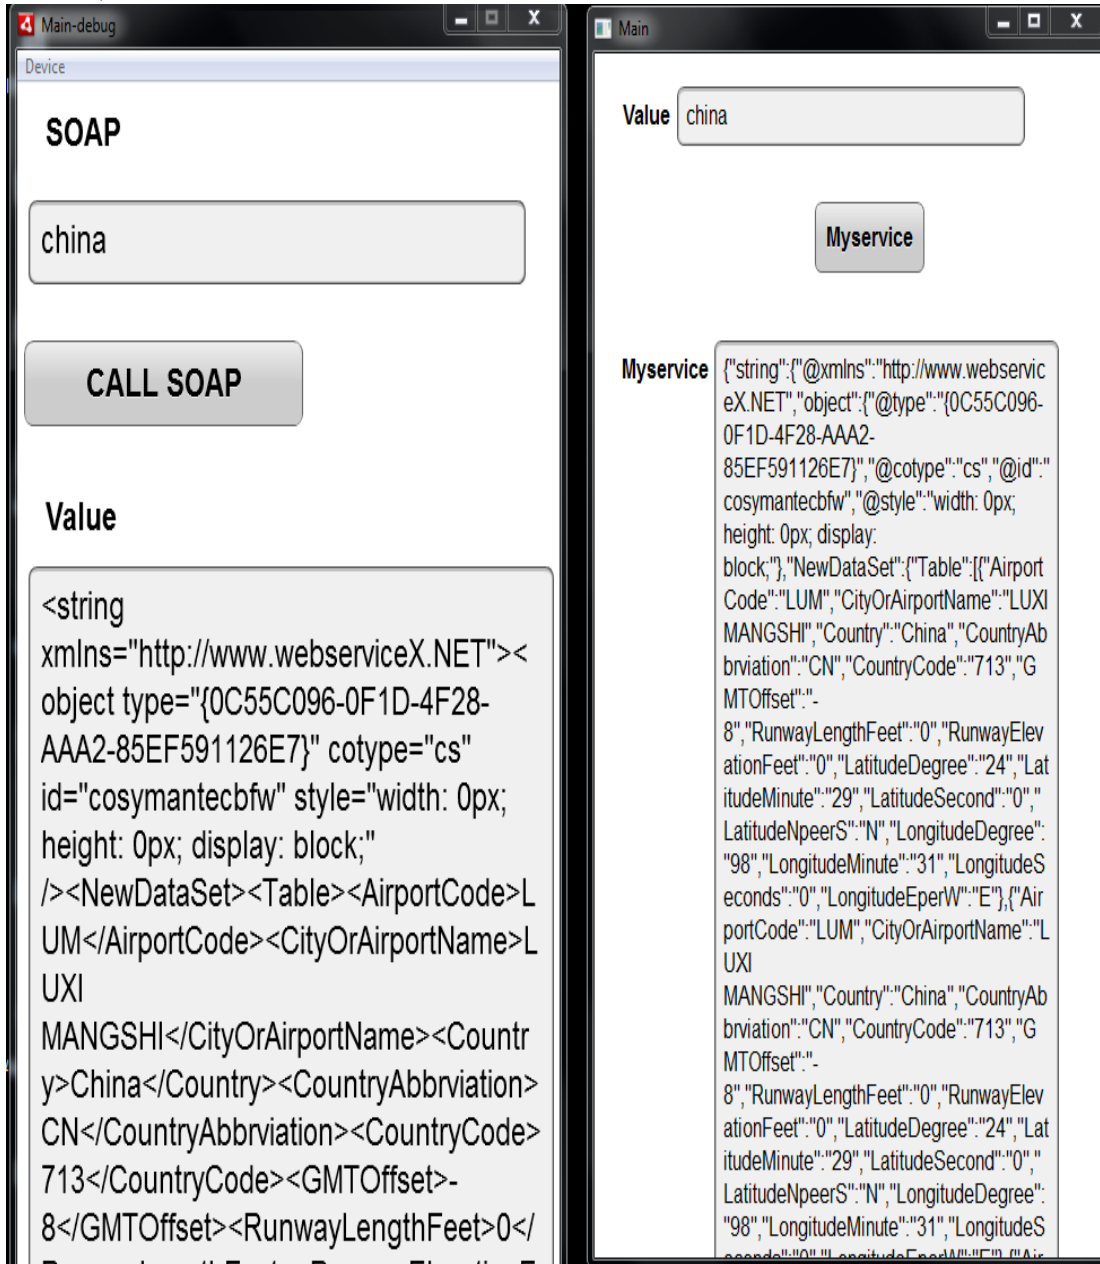 Main-debug
Device
SOAP
china
CALL SOAP
Value
<string
xmlns="http://www.webserviceX.NET"><
object type="{0C55C096-0F1D-4F28-
AAA2-85EF591126E7}" cotype="cs"
id="cosymantecbfw" style="width: 0px;
height: 0px; display: block;"
/><NewDataSet><Table><AirportCode>L
UM</AirportCode><CityOrAirportName>L
UXI
MANGSHI</CityOrAirportName><Countr
y>China</Country><CountryAbbrviation>
CN</CountryAbbrviation><CountryCode>
713</CountryCode><GMTOffset>-
8</GMTOffset><RunwayLengthFeet>0</
Main
Value china
Myservice
Myservice {"string":{"@xmlns":"http://www.webservic
eX.NET","object":{"@type":"{0C55C096-
0F1D-4F28-AAA2-
85EF591126E7}","@cotype":"cs","@id":"
cosymantecbfw","@style":"width: 0px;
height: 0px; display:
block;"},"NewDataSet":{"Table":[{"Airport
Code":"LUM","CityOrAirportName":"LUXI
MANGSHI","Country":"China","CountryAb
brviation":"CN","CountryCode":"713","G
MTOffset":"-
8","RunwayLengthFeet":"0","RunwayElev
ationFeet":"0","LatitudeDegree":"24","Lat
itudeMinute":"29","LatitudeSecond":"0","
LatitudeNpeerS":"N","LongitudeDegree":
"98","LongitudeMinute":"31","LongitudeS
econds":"0","LongitudeEperW":"E"},{"Air
portCode":"LUM","CityOrAirportName":"L
UXI
MANGSHI","Country":"China","CountryAb
brviation":"CN","CountryCode":"713","G
MTOffset":"-
8","RunwayLengthFeet":"0","RunwayElev
ationFeet":"0","LatitudeDegree":"24","Lat
itudeMinute":"29","LatitudeSecond":"0","
LatitudeNpeerS":"N","LongitudeDegree":
"98","LongitudeMinute":"31","LongitudeS